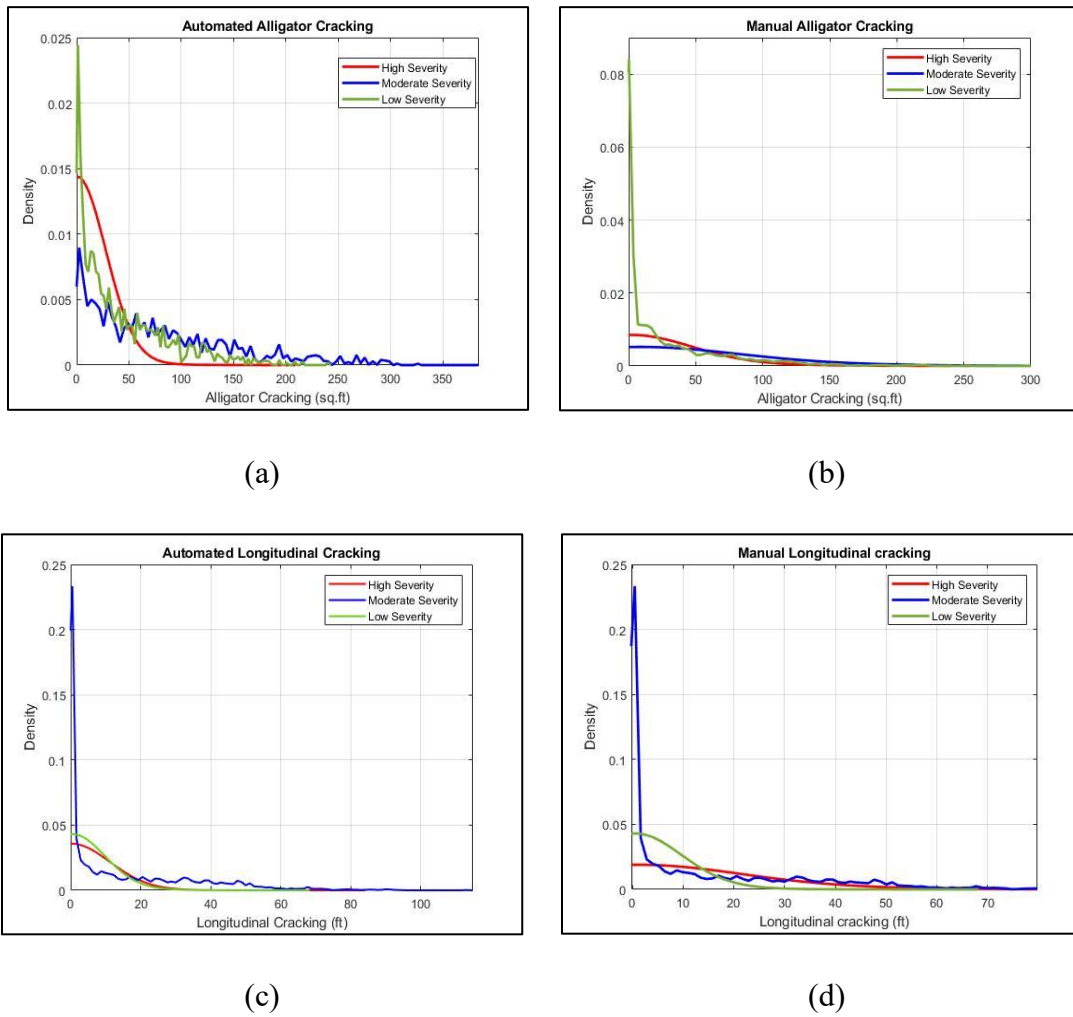 Automated Alligator Cracking
0.025
0.02
0.015
0.01
0.005
0
Density
High Severity
Moderate Severity
Low Severity
0 50 100 150 200 250 300 350
Alligator Cracking (sq.ft)
(a)
Manual Alligator Cracking
0.08
0.06
0.04
0.02
0
Density
High Severity
Moderate Severity
Low Severity
0 50 100 150 200 250 300
Alligator Cracking (sq.ft)
(b)
Automated Longitudinal Cracking
0.25
0.2
0.15
0.1
0.05
0
Density
High Severity
Moderate Severity
Low Severity
0 20 40 60 80 100
Longitudinal Cracking (ft)
(c)
Manual Longitudinal cracking
0.25
0.2
0.15
0.1
0.05
0
Density
High Severity
Moderate Severity
Low Severity
0 10 20 30 40 50 60 70
Longitudinal cracking (ft)
(d)